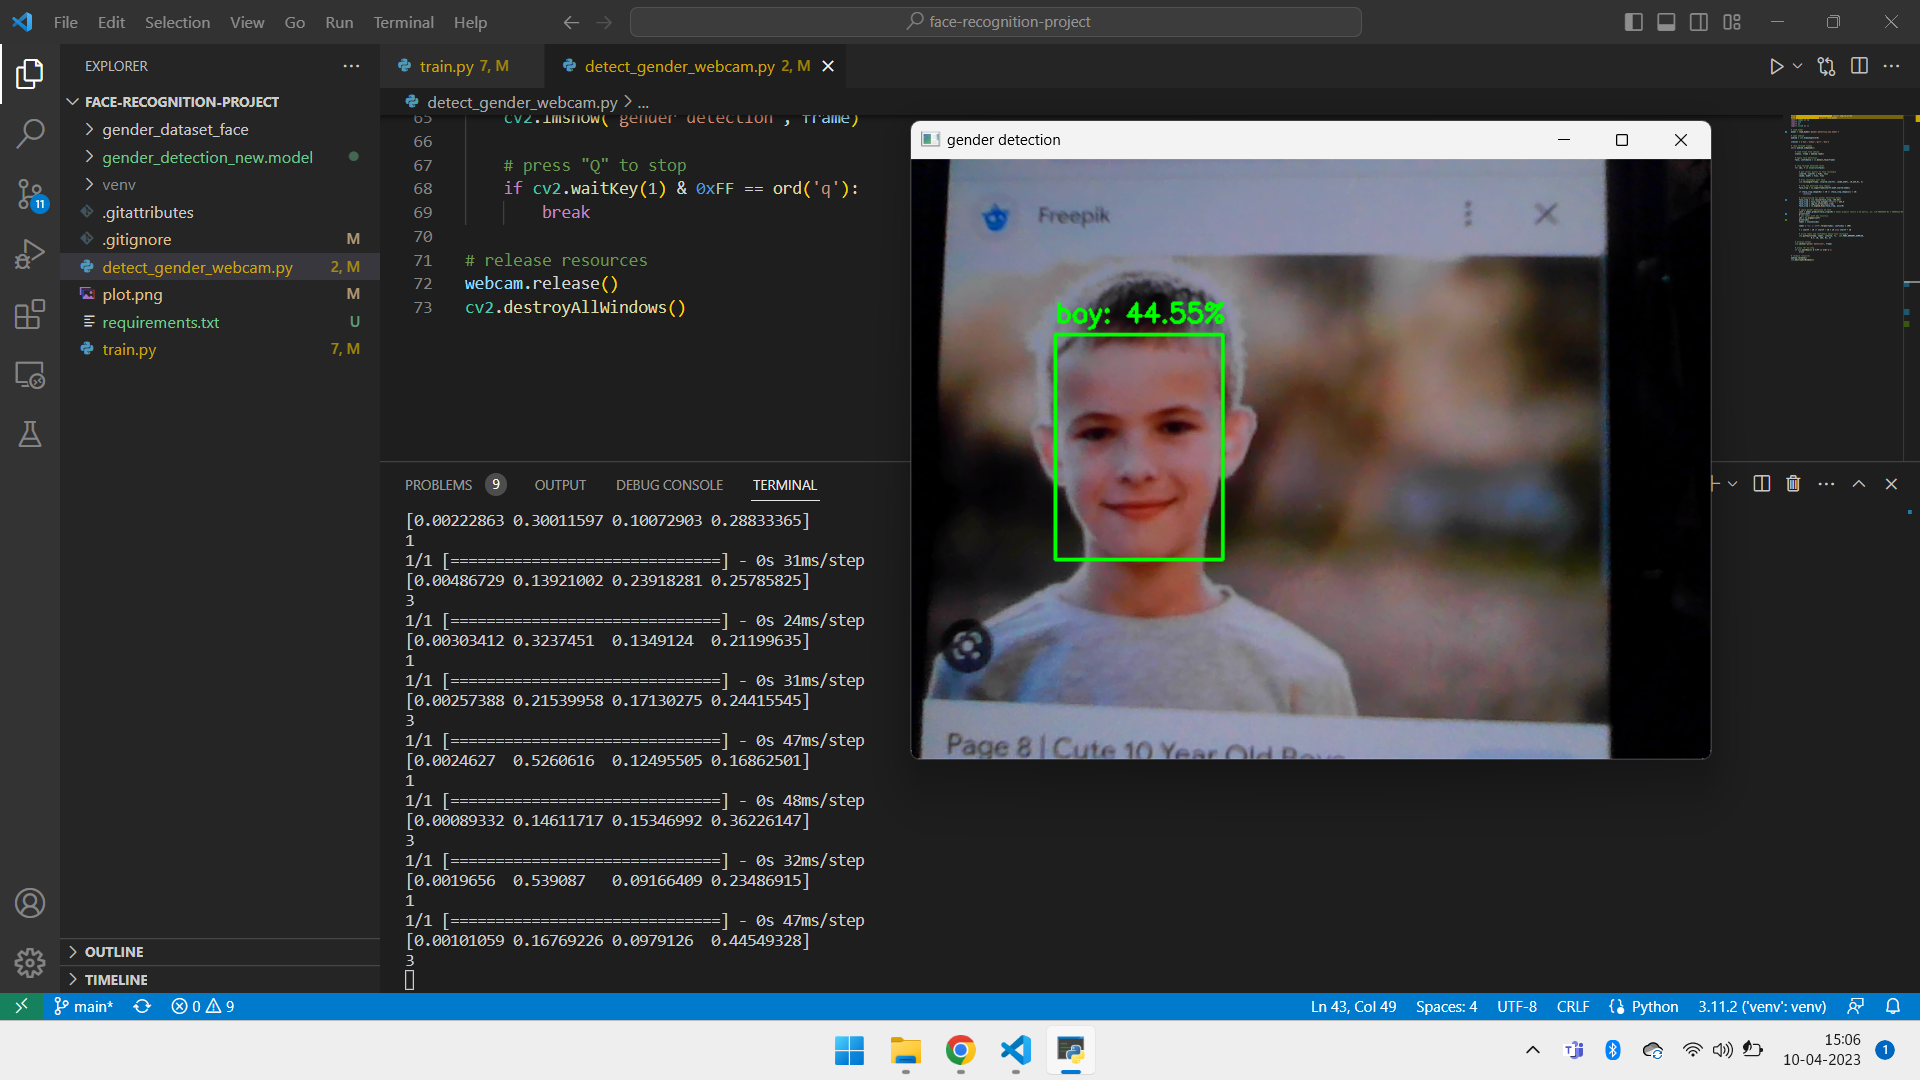 File Edit Selection View Go Run Terminal Help
face-recognition-project
EXPLORER
FACE-RECOGNITION-PROJECT
gender_dataset_face
gender_detection_new.model
venv
.gitattributes
.gitignore M
detect_gender_webcam.py 2, M
plot.png M
requirements.txt U
train.py 7, M
OUTLINE
TIMELINE
11
train.py 7, M
detect_gender_webcam.py 2, M
detect_gender_webcam.py > ...
65 cv2.imshow("gender detection", frame)
66
67 # press "Q" to stop
68 if cv2.waitKey(1) & 0xFF == ord('q'):
69 break
70
71 # release resources
72 webcam.release()
73 cv2.destroyAllWindows()
PROBLEMS 9 OUTPUT DEBUG CONSOLE TERMINAL
[0.00222863 0.30011597 0.10072903 0.28833365]
1
1/1 [==============================] - 0s 31ms/step
[0.00486729 0.13921002 0.23918281 0.25785825]
3
1/1 [==============================] - 0s 24ms/step
[0.00303412 0.3237451 0.1349124 0.21199635]
1
1/1 [==============================] - 0s 31ms/step
[0.00257388 0.21539958 0.17130275 0.24415545]
3
1/1 [==============================] - 0s 47ms/step
[0.0024627 0.5260616 0.12495505 0.16862501]
1
1/1 [==============================] - 0s 48ms/step
[0.00089332 0.14611717 0.15346992 0.36226147]
3
1/1 [==============================] - 0s 32ms/step
[0.0019656 0.539087 0.09166409 0.23486915]
1
1/1 [==============================] - 0s 47ms/step
[0.00101059 0.16769226 0.0979126 0.44549328]
3
gender detection
Freepik
boy: 44.55%
Page 8 | Cute 10 Year Old Boys
main* 0 9
Ln 43, Col 49 Spaces: 4 UTF-8 CRLF Python 3.11.2 ('venv': venv)
15:06
10-04-2023
1